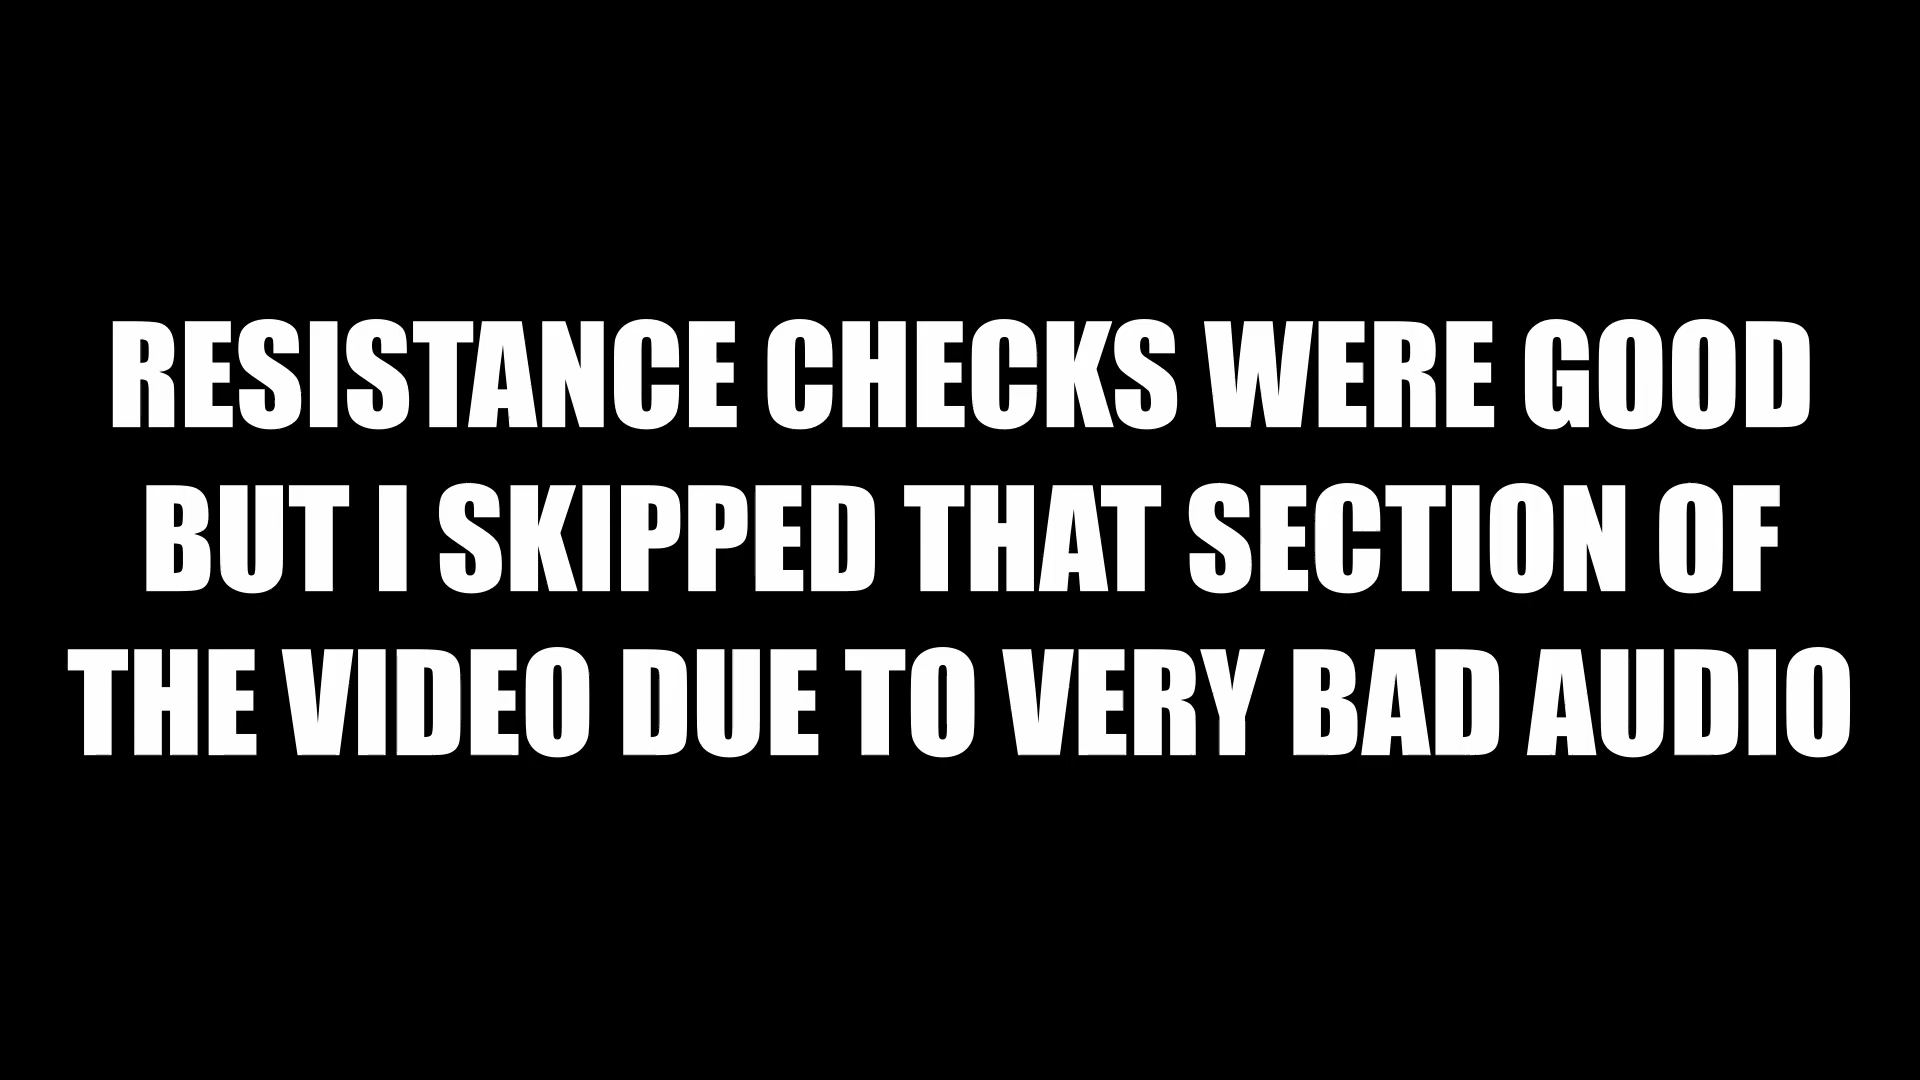 RESISTANCE CHECKS WERE GOOD
BUT I SKIPPED THAT SECTION OF
THE VIDEO DUE TO VERY BAD AUDIO